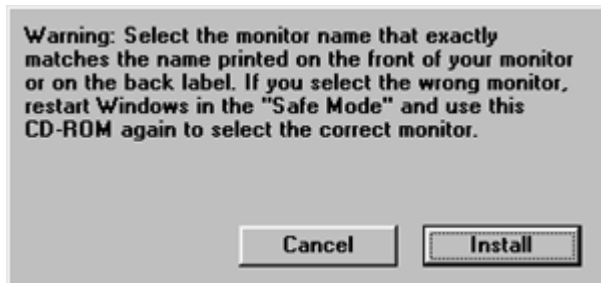 Warning: Select the monitor name that exactly
matches the name printed on the front of your monitor
or on the back label. If you select the wrong monitor,
restart Windows in the "Safe Mode" and use this
CD-ROM again to select the correct monitor.
Cancel
Install